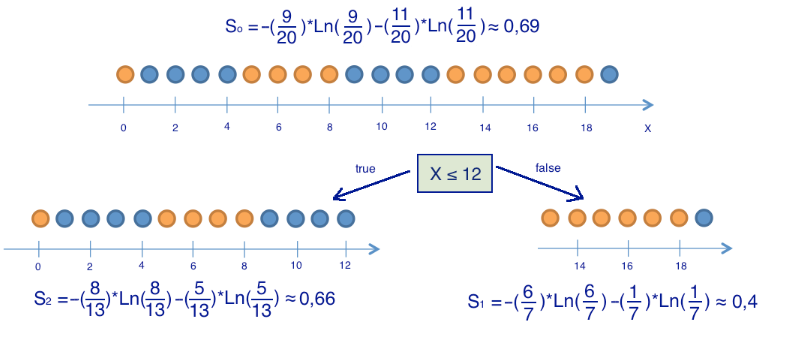 S₀ =−(9/20)*Ln(9/20)−(11/20)*Ln(11/20)≈ 0,69
0 2 4 6 8 10 12 14 16 18 X
true
X ≤ 12
false
0 2 4 6 8 10 12
14 16 18
S₂ =−(8/13)*Ln(8/13)−(5/13)*Ln(5/13) ≈ 0,66
S₁ =−(6/7)*Ln(6/7)−(1/7)*Ln(1/7) ≈ 0,4